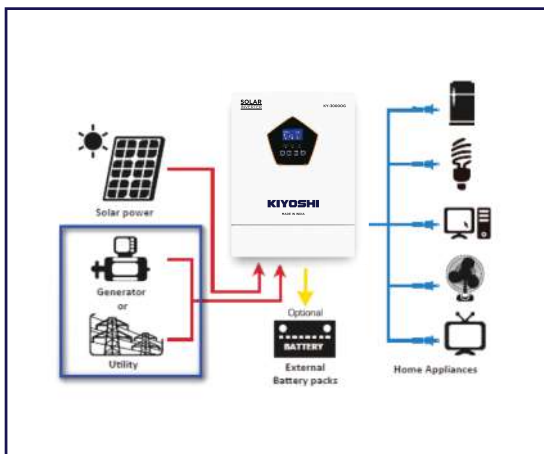 SOLAR
INVERTER
KY-3000OG
KIYOSHI
MADE IN INDIA
Solar power
Generator
or
Utility
Optional
BATTERY
External
Battery packs
Home Appliances